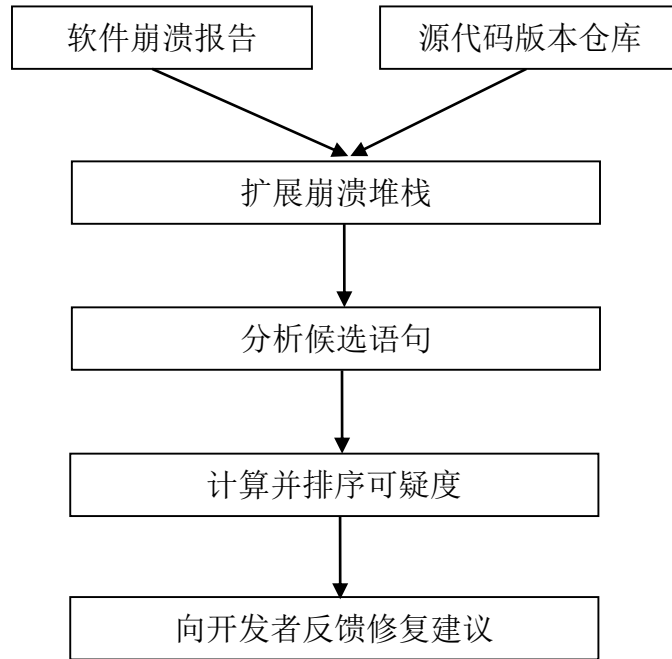 软件崩溃报告
源代码版本仓库
扩展崩溃堆栈
分析候选语句
计算并排序可疑度
向开发者反馈修复建议